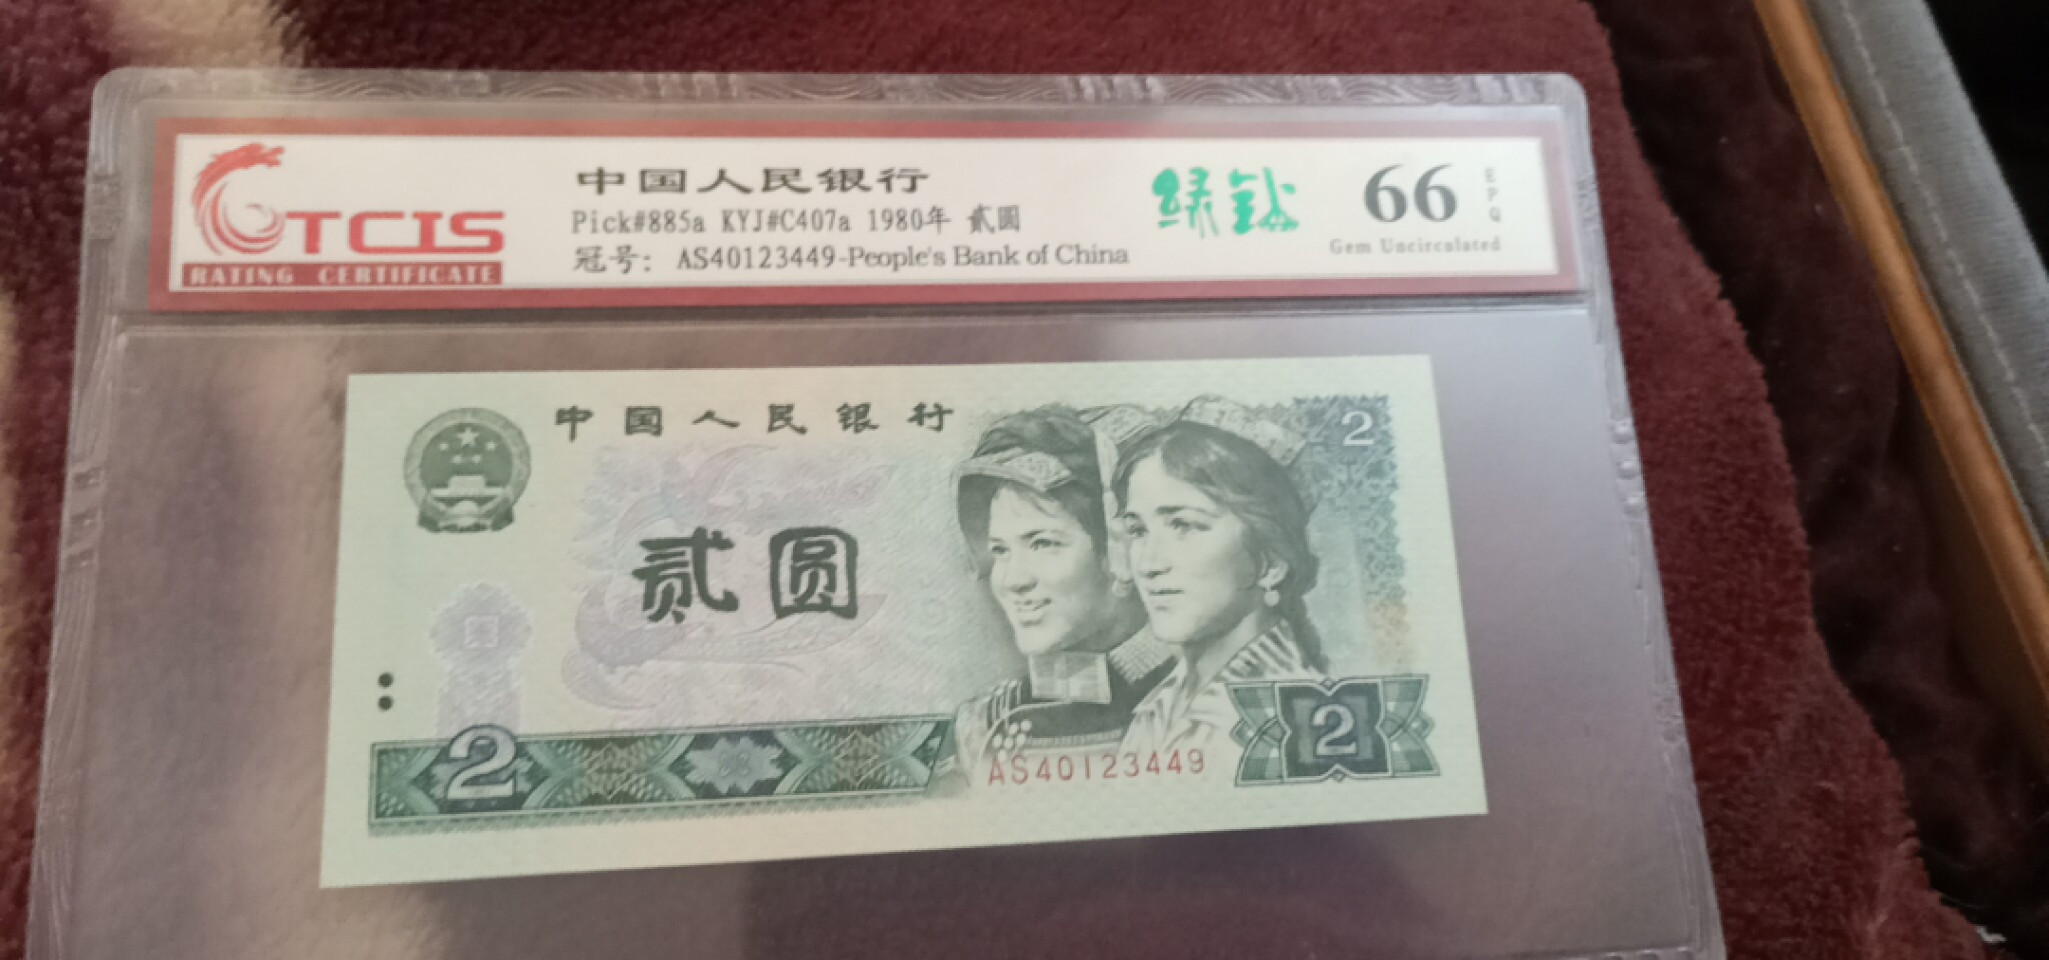 TCIS
RATING CERTIFICATE
中国人民银行
Pick#885a KYJ#C407a 1980年 贰圆
冠号: AS40123449-People's Bank of China
绿钻
66
EPQ
Gem Uncirculated
中国人民银行
2
贰圆
2
AS40123449
2